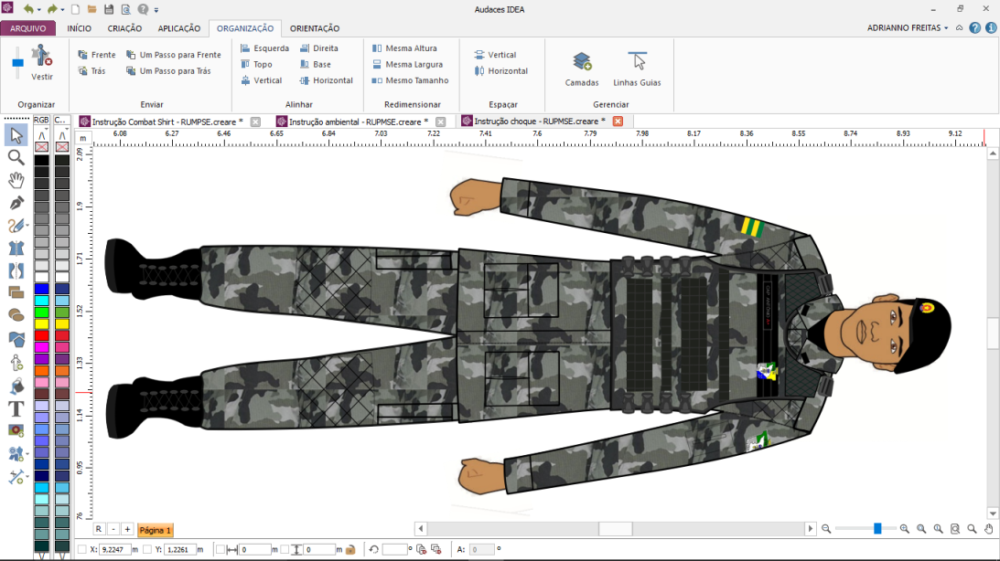 Audaces IDEA
ARQUIVO INÍCIO CRIAÇÃO APLICAÇÃO ORGANIZAÇÃO ORIENTAÇÃO ADRIANNO FREITAS
Vestir
Organizar
Frente Um Passo para Frente
Trás Um Passo para Trás
Enviar
Esquerda Direita
Topo Base
Vertical Horizontal
Alinhar
Mesma Altura
Mesma Largura
Mesmo Tamanho
Redimensionar
Vertical
Horizontal
Espaçar
Camadas Linhas Guias
Gerenciar
RGB C...
Instrução Combat Shirt - RUMPSE.creare * Instrução ambiental - RUPMSE.creare * Instrução choque - RUPMSE.creare *
m 6.08 6.27 6.46 6.65 6.84 7.03 7.22 7.41 7.6 7.79 7.98 8.17 8.36 8.55 8.74 8.93 9.12
2.09
1.9
1.71
1.52
1.33
1.14
0.95
.76
R - + Página 1
X: 9,2247 m Y: 1,2261 m 0 m 0 m ° A: 0 °